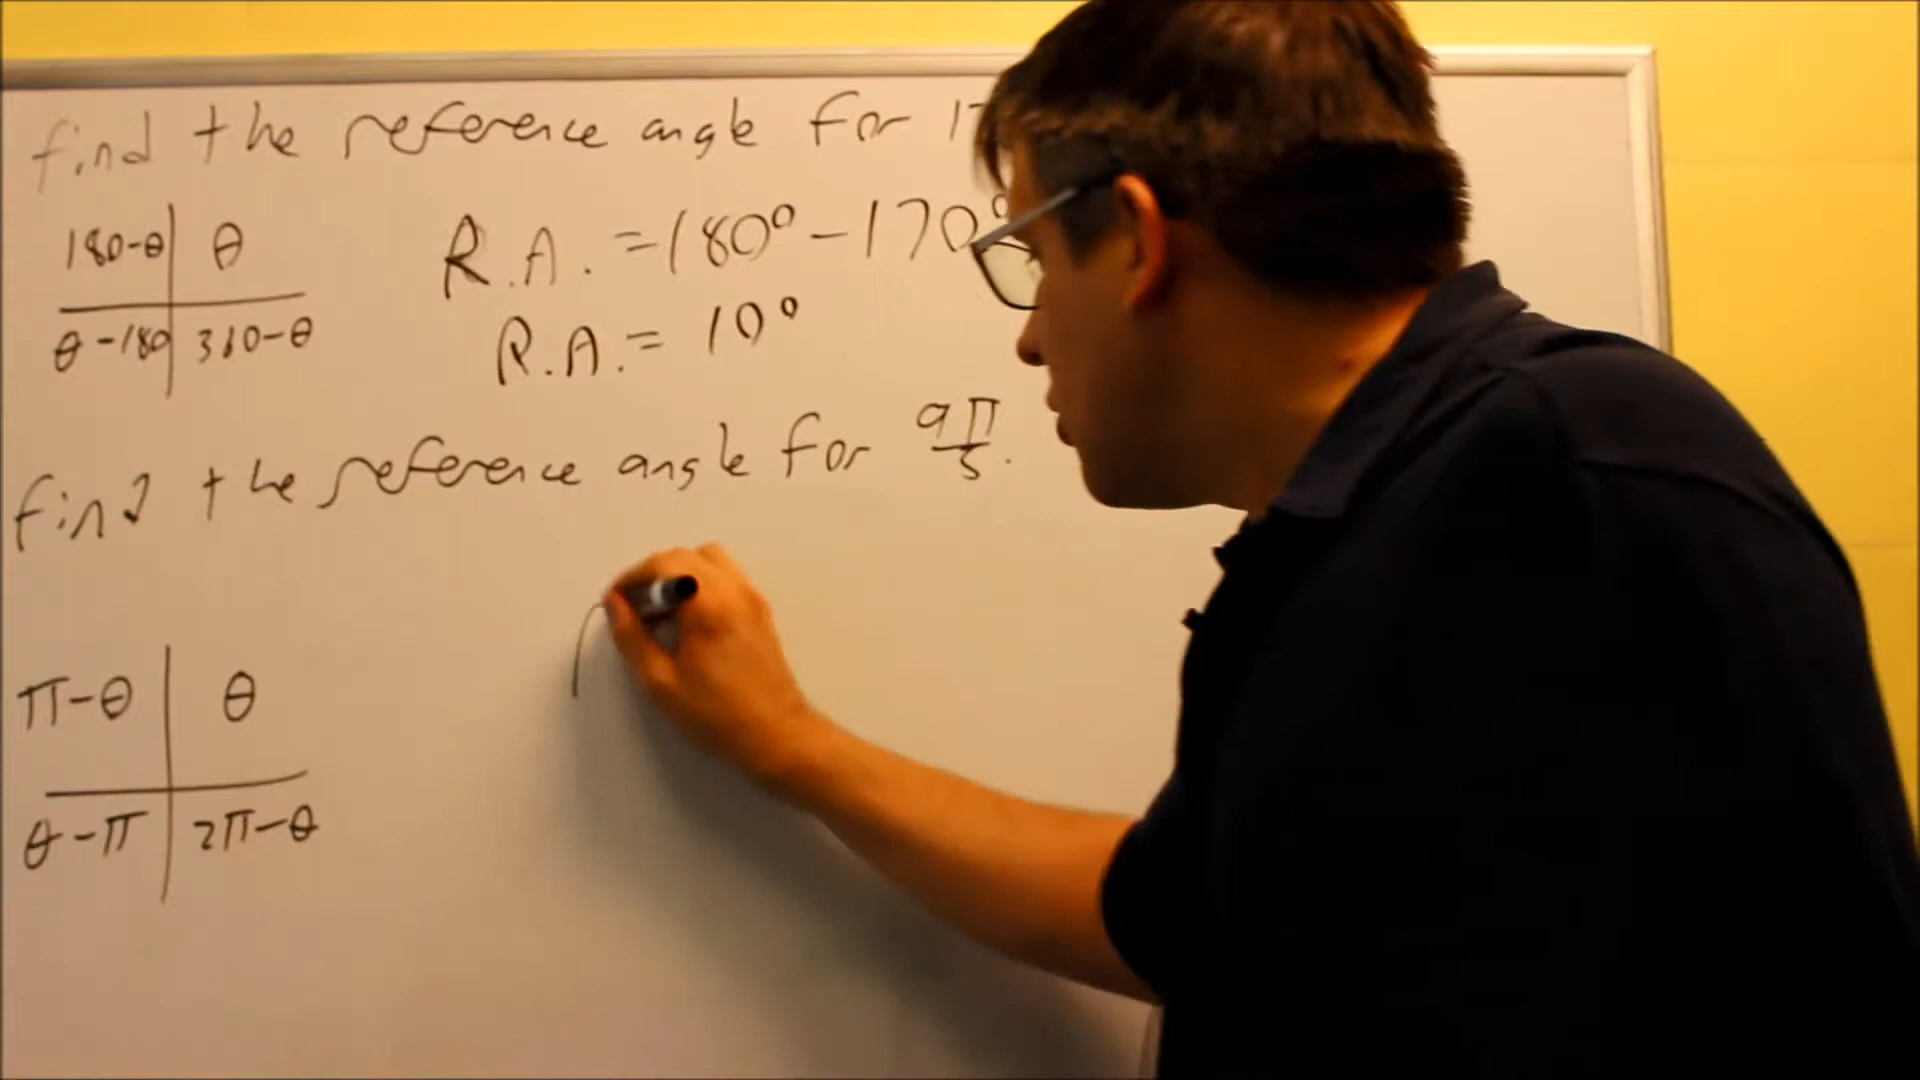 find the reference angle for 17
180-θ θ
θ-180 360-θ
R.A. = 180° - 170°
R.A. = 10°
find the reference angle for 9π/5.
π-θ θ
θ-π 2π-θ